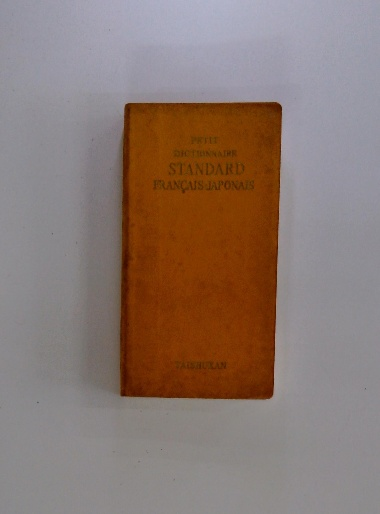 PETIT
DICTIONNAIRE
STANDARD
FRANÇAIS-JAPONAIS
TAISHUKAN